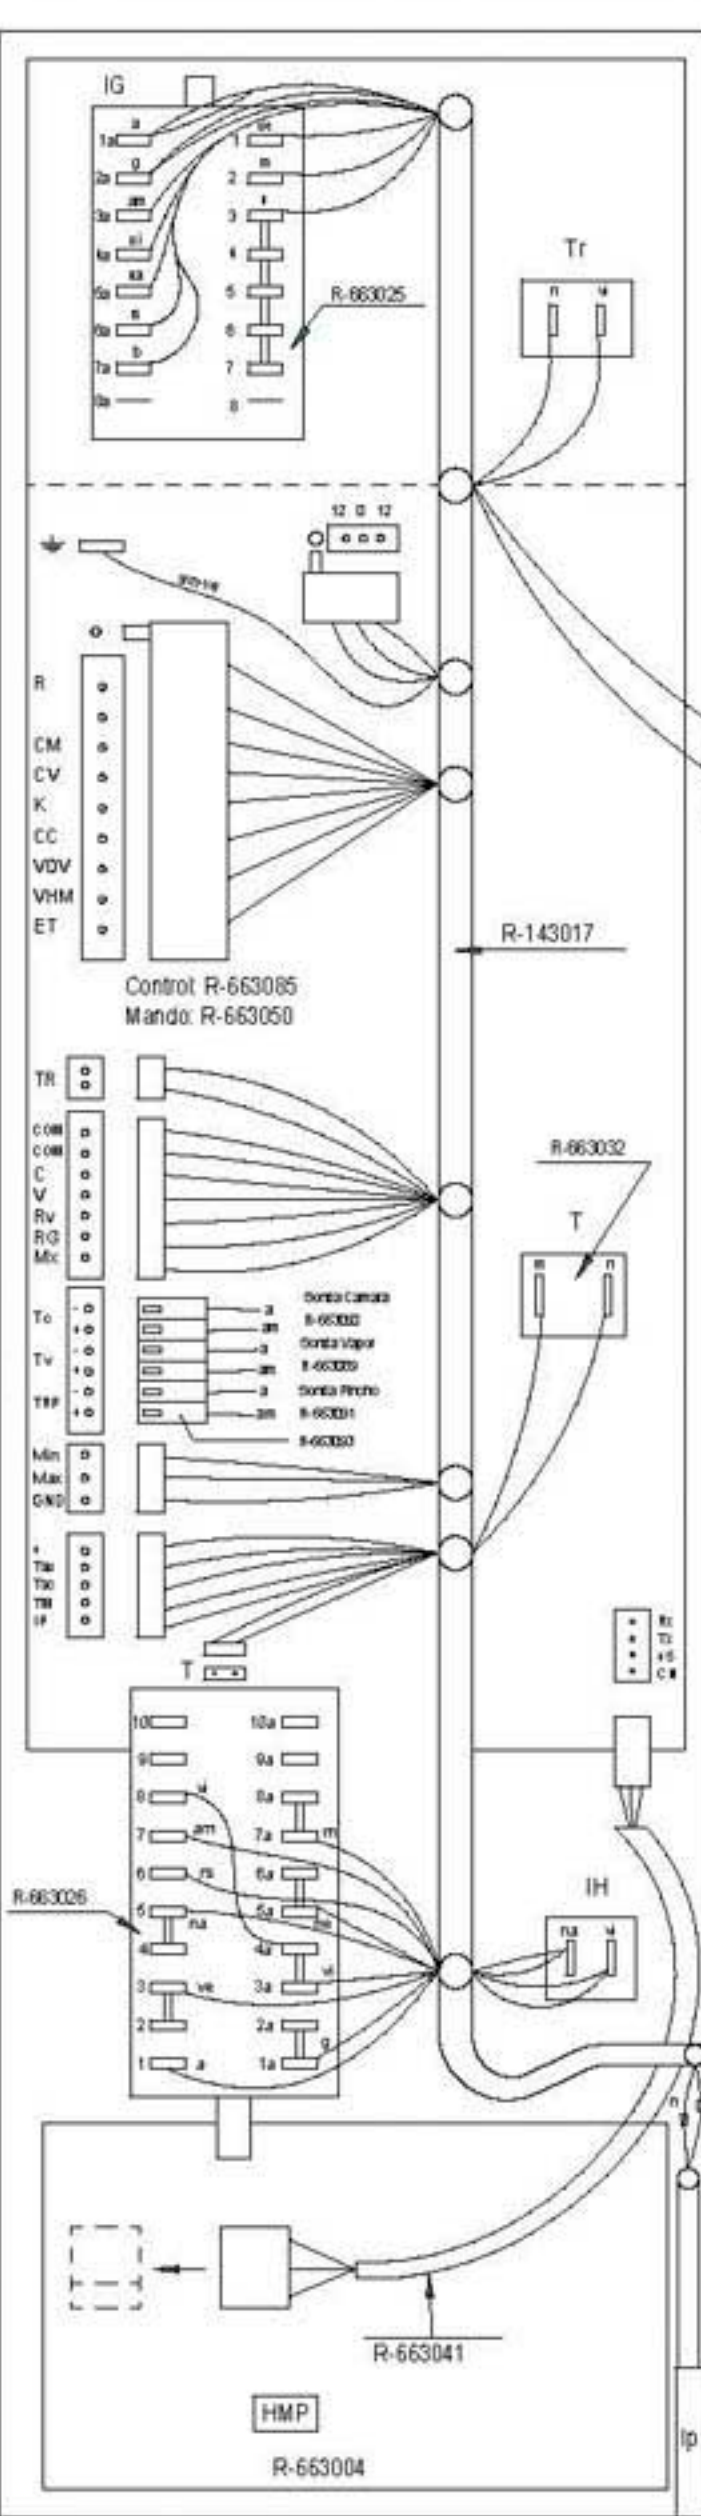 IG
a
1a
1
g
2a
m
2
am
3a
3
4a
4
5a
5
6a
6
b
7a
7
8
R-663025
Tr
n
12 0 12
am-ve
R
CM
CV
K
CC
VDV
VHM
ET
R-143017
Control: R-663085
Mando: R-663050
TR
COM
COM
C
V
Rv
RG
Mx
R-663032
T
m n
Tc
- a
+ am
Tv
- a
+ am
- a
+ am
Sonda Camara
Sonda Vapor
Sonda Pincho
Min
Max
GND
T
10 10a
9 9a
8 8a
7 am 7a m
6 rs 6a
5 na 5a
4 4a
3 ve 3a vi
2 2a
1 a 1a g
R-663026
IH
na
n
R-663041
HMP
R-663004
Ip